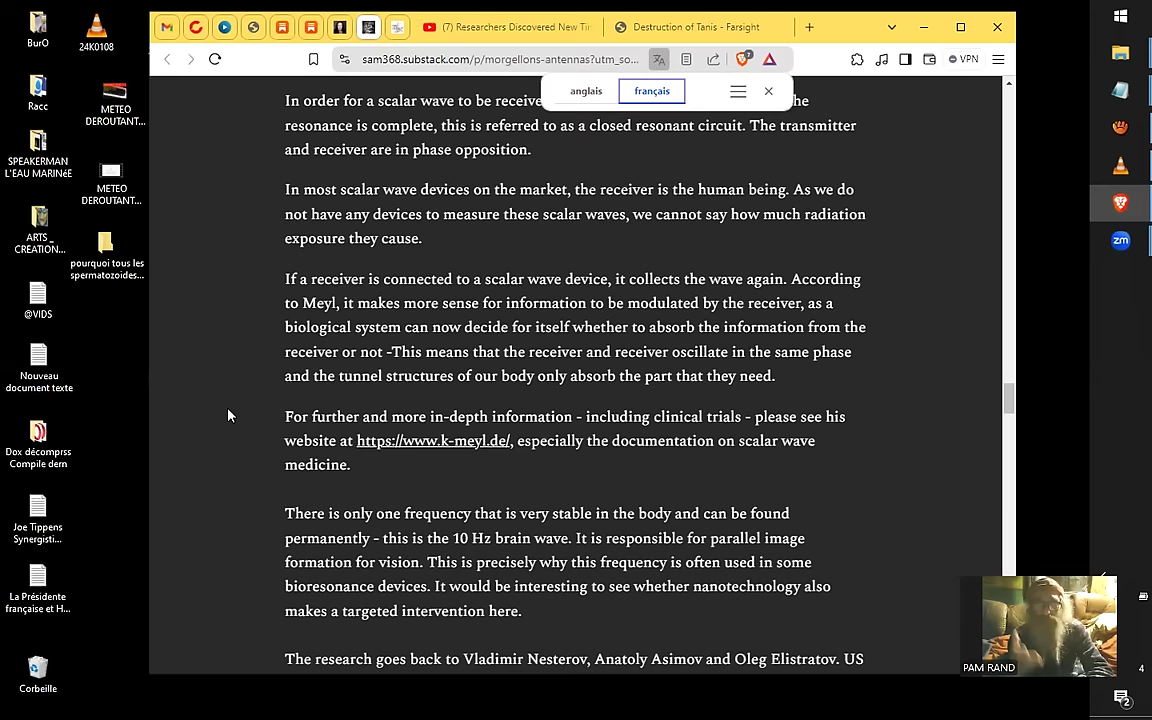 BurO
24K0108
Racc
METEO
DEROUTANT...
SPEAKERMAN
L'EAU MARINéE
METEO
DEROUTANT...
ARTS _
CREATION...
pourquoi tous les
spermatozoides...
@VIDS
Nouveau
document texte
Dox décomprss
Compile dern
Joe Tippens
Synergisti...
La Présidente
française et H...
Corbeille
(7) Researchers Discovered New Ti
Destruction of Tanis - Farsight
sam368.substack.com/p/morgellons-antennas?utm_so...
7
VPN
anglais
français
In order for a scalar wave to be receive
he
resonance is complete, this is referred to as a closed resonant circuit. The transmitter
and receiver are in phase opposition.
In most scalar wave devices on the market, the receiver is the human being. As we do
not have any devices to measure these scalar waves, we cannot say how much radiation
exposure they cause.
If a receiver is connected to a scalar wave device, it collects the wave again. According
to Meyl, it makes more sense for information to be modulated by the receiver, as a
biological system can now decide for itself whether to absorb the information from the
receiver or not -This means that the receiver and receiver oscillate in the same phase
and the tunnel structures of our body only absorb the part that they need.
For further and more in-depth information - including clinical trials - please see his
website at https://www.k-meyl.de/, especially the documentation on scalar wave
medicine.
There is only one frequency that is very stable in the body and can be found
permanently - this is the 10 Hz brain wave. It is responsible for parallel image
formation for vision. This is precisely why this frequency is often used in some
bioresonance devices. It would be interesting to see whether nanotechnology also
makes a targeted intervention here.
The research goes back to Vladimir Nesterov, Anatoly Asimov and Oleg Elistratov. US
zm
PAM RAND
4
2